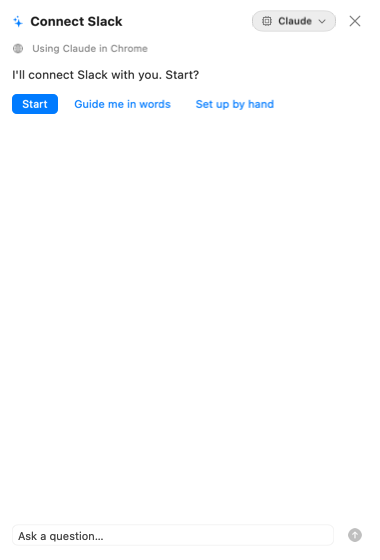 Connect Slack
Claude
Using Claude in Chrome
I'll connect Slack with you. Start?
Start
Guide me in words
Set up by hand
Ask a question...